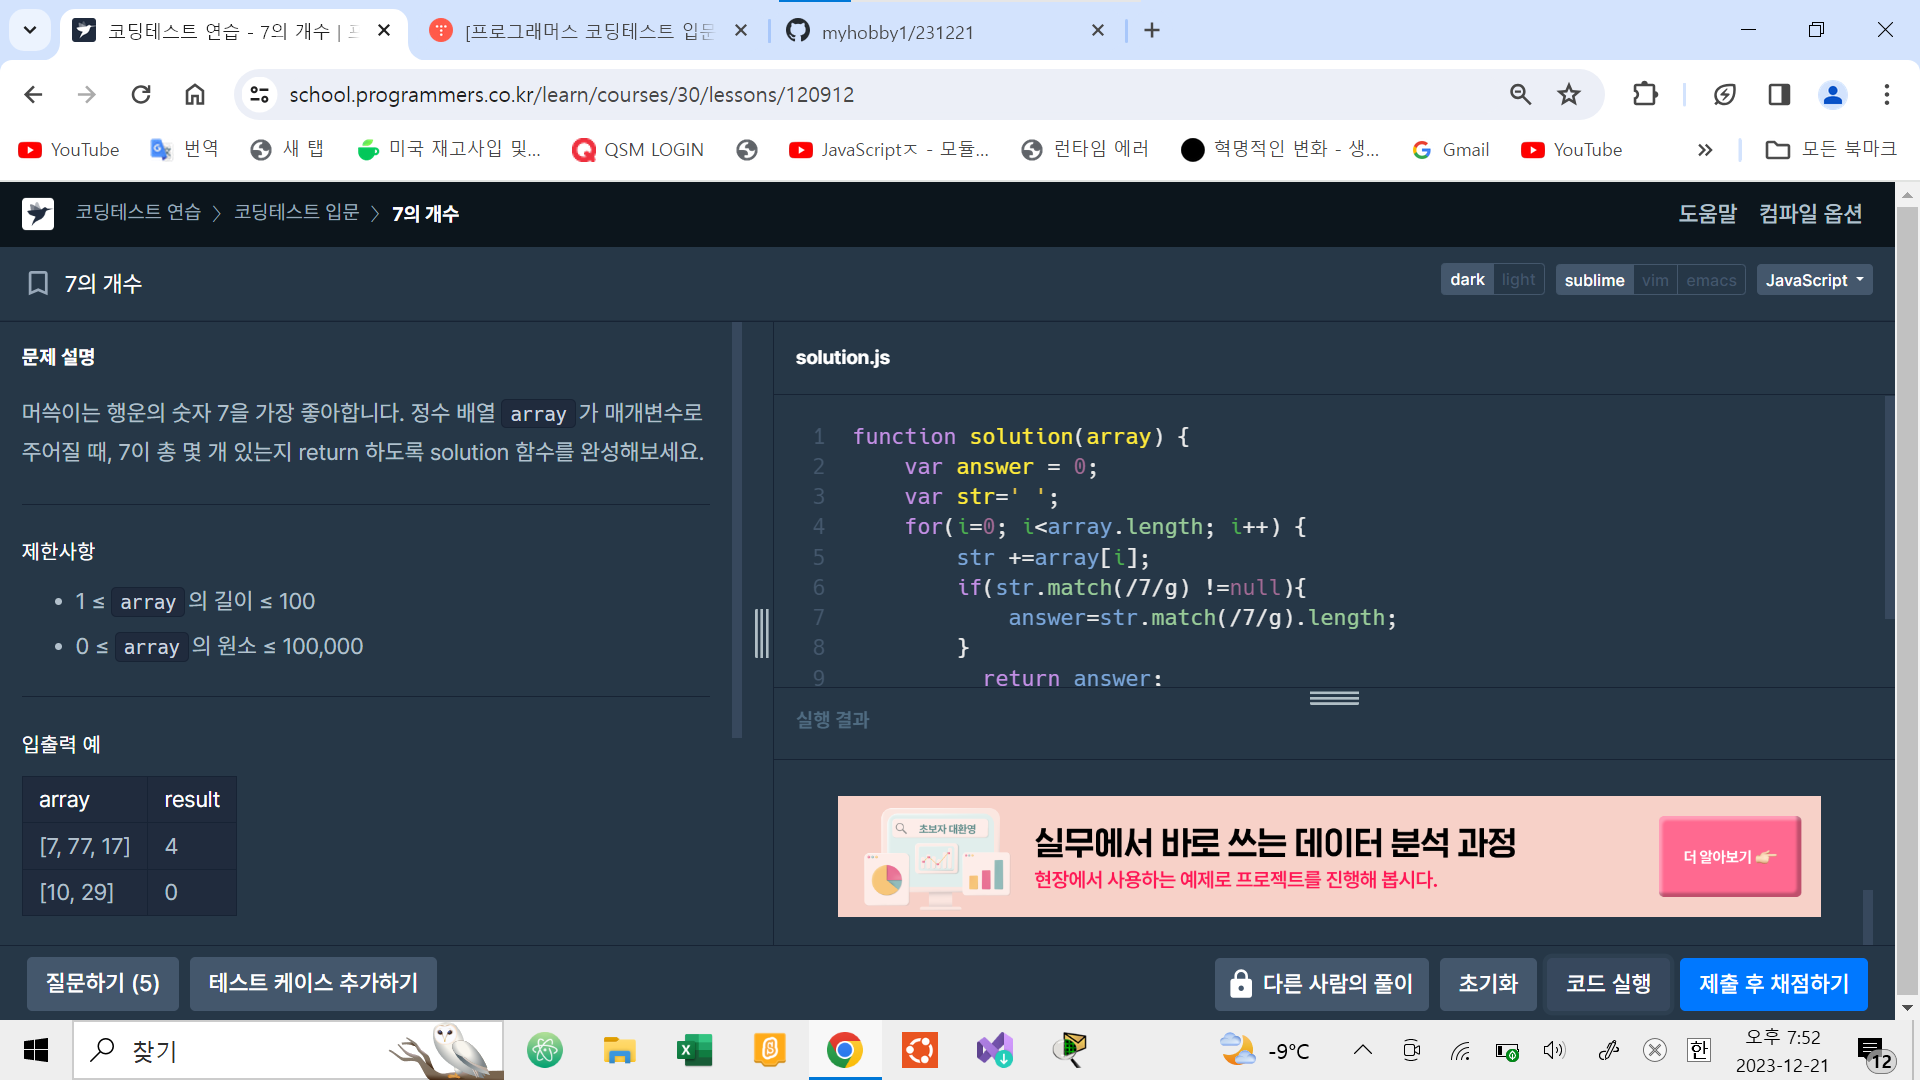 코딩테스트 연습 - 7의 개수 | 프
[프로그래머스 코딩테스트 입문
myhobby1/231221
school.programmers.co.kr/learn/courses/30/lessons/120912
YouTube
번역
새 탭
미국 재고사입 및...
QSM LOGIN
JavaScriptㅈ - 모듈...
런타임 에러
혁명적인 변화 - 생...
Gmail
YouTube
모든 북마크
코딩테스트 연습
코딩테스트 입문
7의 개수
도움말
컴파일 옵션
7의 개수
dark
light
sublime
vim
emacs
JavaScript
문제 설명
머쓱이는 행운의 숫자 7을 가장 좋아합니다. 정수 배열 array 가 매개변수로
주어질 때, 7이 총 몇 개 있는지 return 하도록 solution 함수를 완성해보세요.
제한사항
• 1 ≤ array 의 길이 ≤ 100
• 0 ≤ array 의 원소 ≤ 100,000
입출력 예
array result
[7, 77, 17] 4
[10, 29] 0
solution.js
1 function solution(array) {
2 var answer = 0;
3 var str=' ';
4 for(i=0; i<array.length; i++) {
5 str +=array[i];
6 if(str.match(/7/g) !=null){
7 answer=str.match(/7/g).length;
8 }
9 return answer;
실행 결과
초보자 대환영
실무에서 바로 쓰는 데이터 분석 과정
현장에서 사용하는 예제로 프로젝트를 진행해 봅시다.
더 알아보기
질문하기 (5)
테스트 케이스 추가하기
다른 사람의 풀이
초기화
코드 실행
제출 후 채점하기
찾기
-9°C
한
오후 7:52
2023-12-21
12